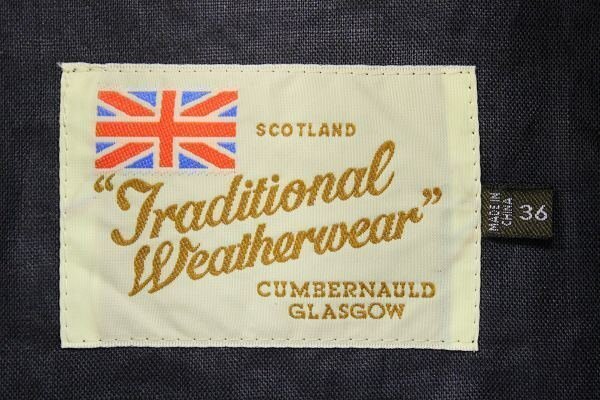 SCOTLAND
"Traditional
Weatherwear"
CUMBERNAULD
GLASGOW
MADE IN
CHINA
36